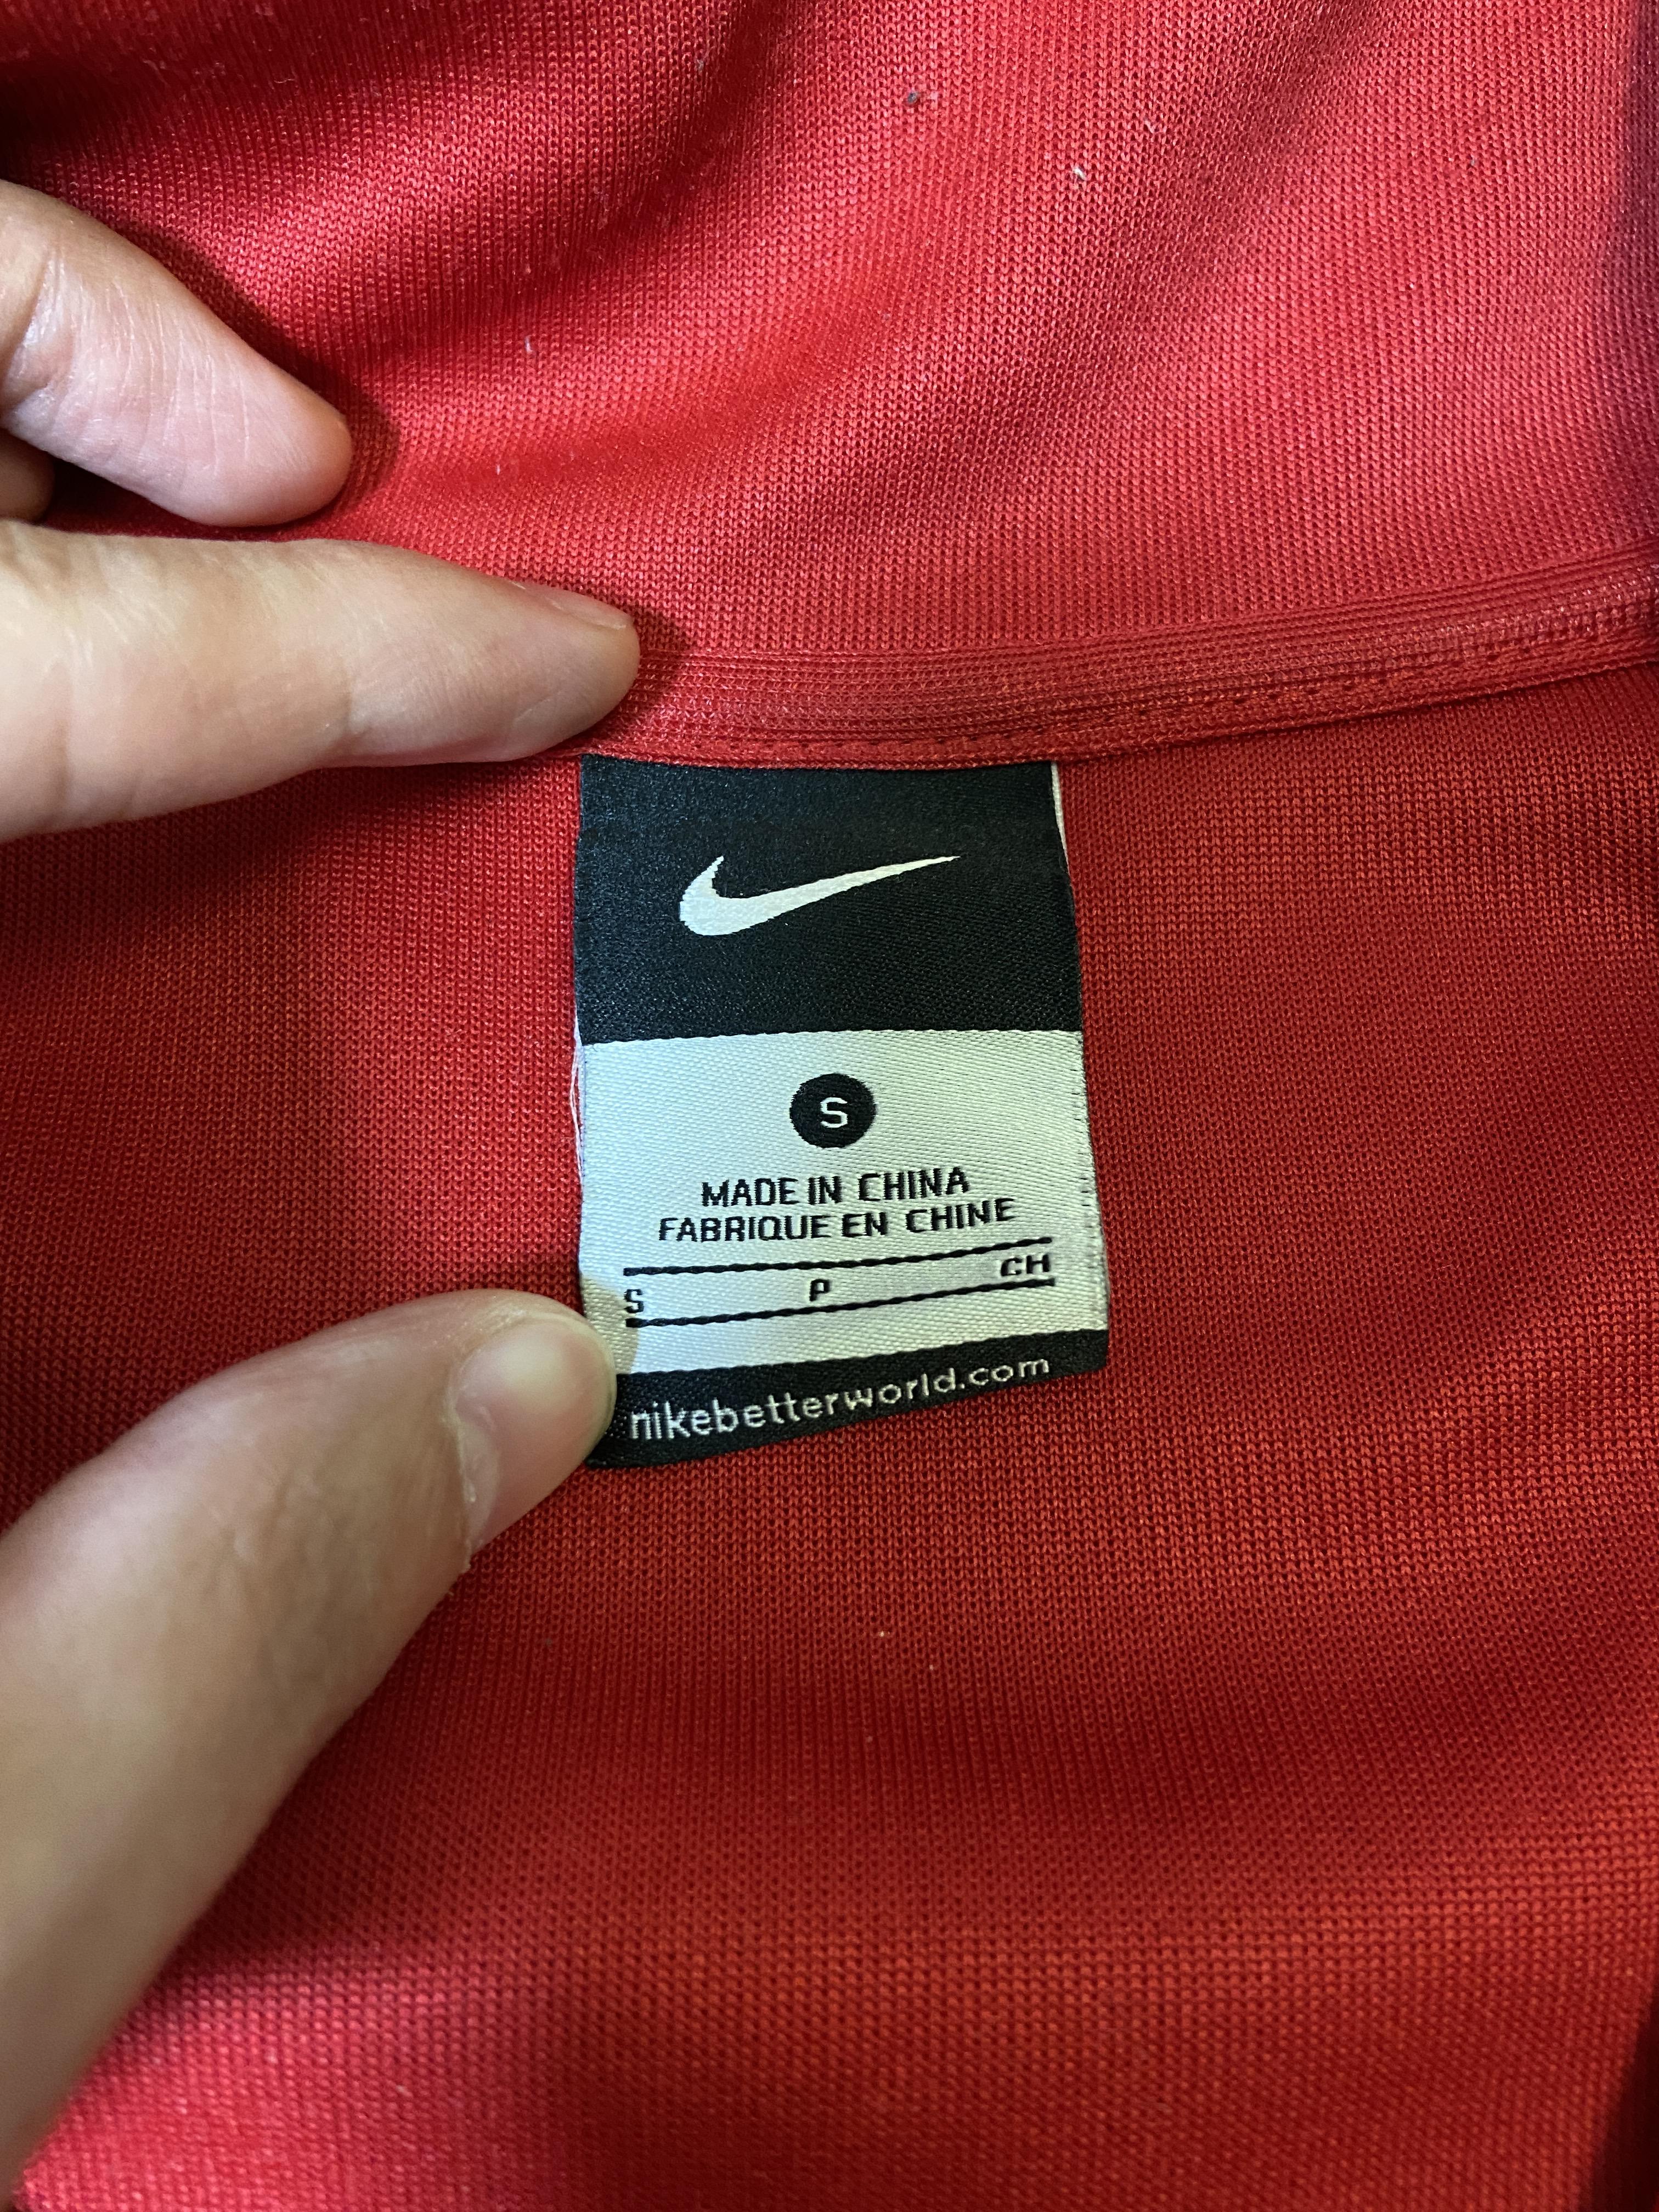 S
MADE IN CHINA
FABRIQUE EN CHINE
S P CH
nikebetterworld.com